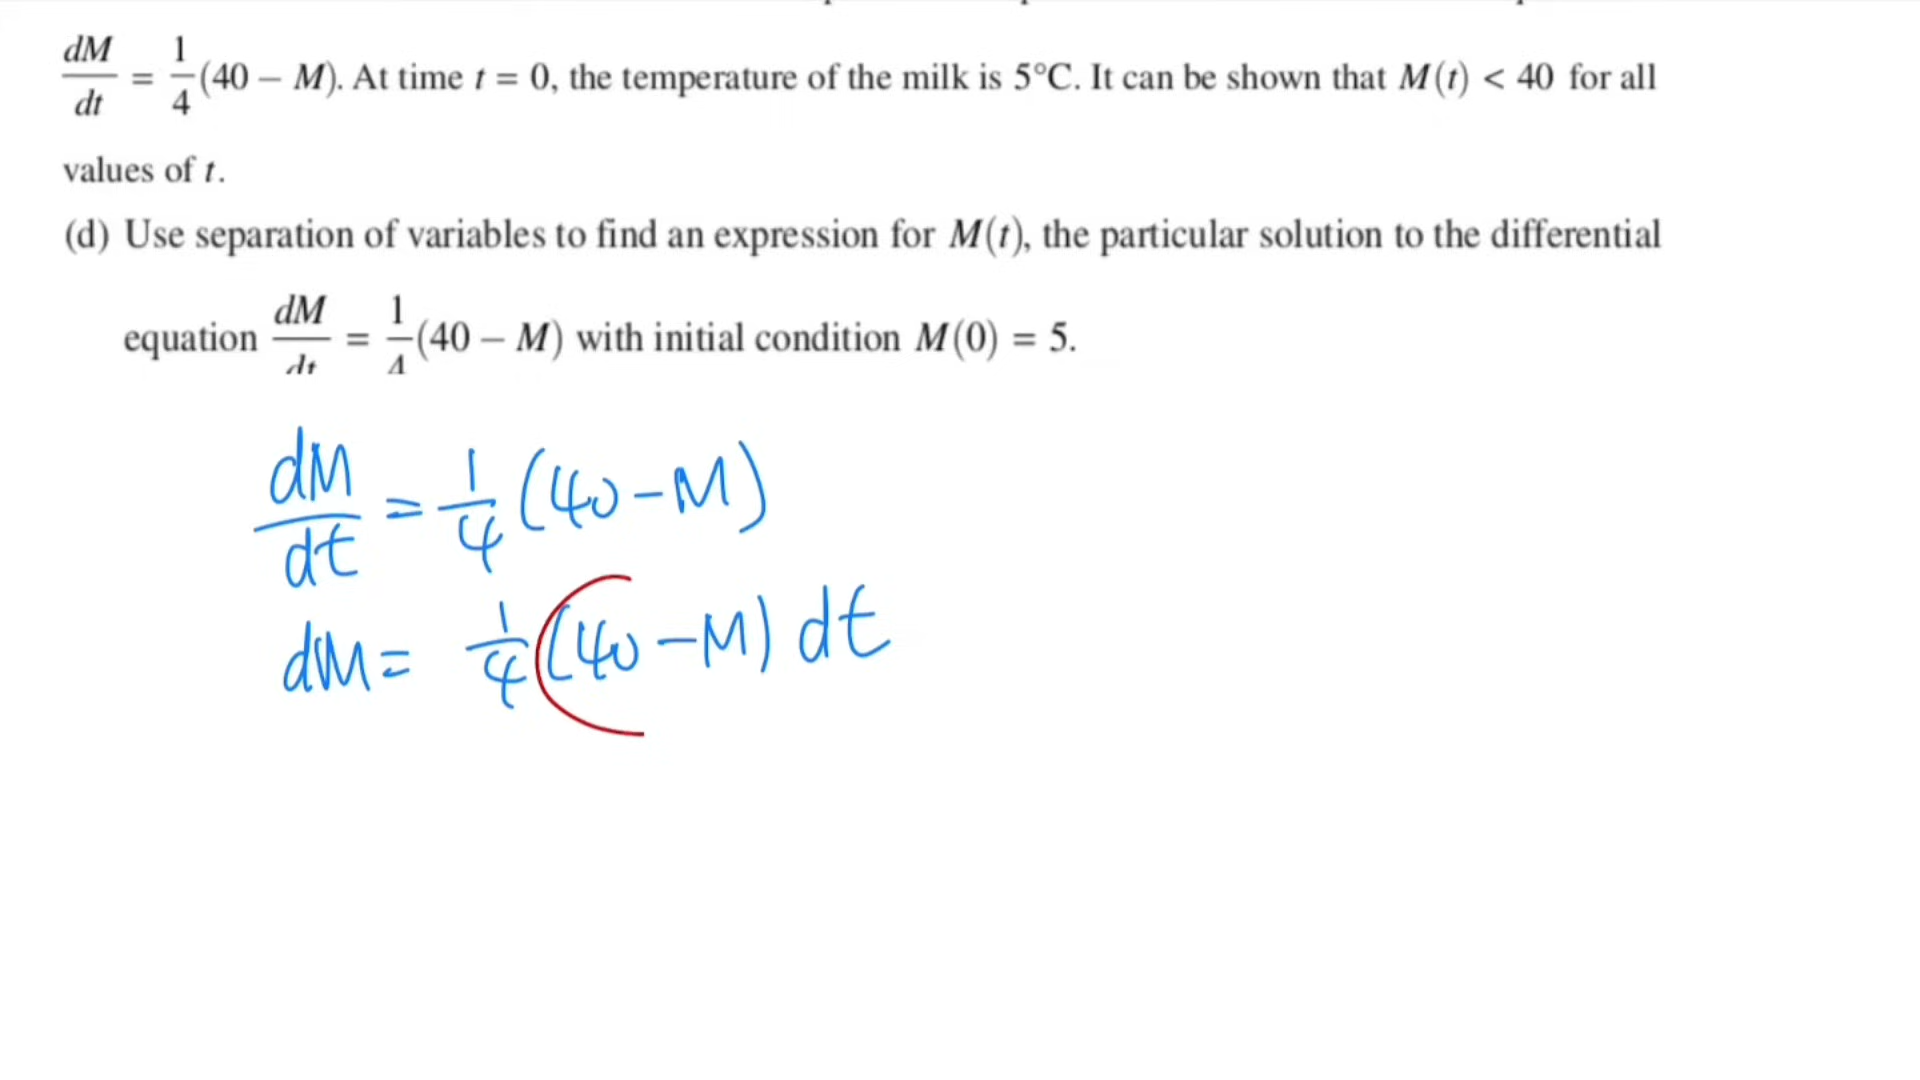 dM/dt = 1/4(40 – M). At time t = 0, the temperature of the milk is 5°C. It can be shown that M(t) < 40 for all
values of t.
(d) Use separation of variables to find an expression for M(t), the particular solution to the differential
equation dM/dt = 1/4(40 – M) with initial condition M(0) = 5.
dM/dt = 1/4 (40-M)
dM = 1/4 (40-M) dt